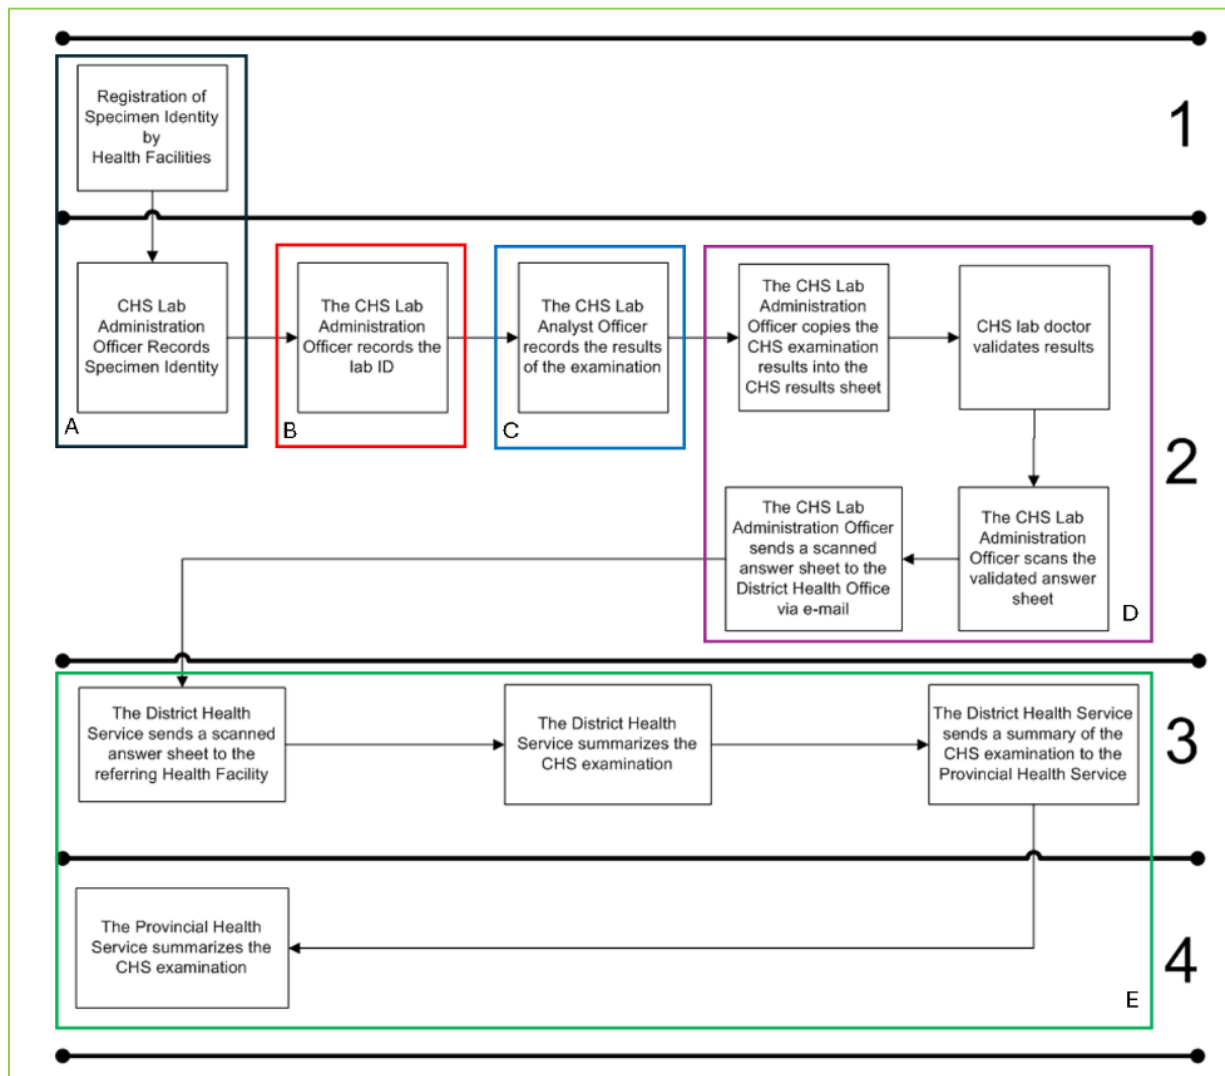 1
Registration of
Specimen Identity
by
Health Facilities
CHS Lab
Administration
Officer Records
Specimen Identity
A
The CHS Lab
Administration
Officer records the
lab ID
B
The CHS Lab
Analyst Officer
records the results
of the examination
C
The CHS Lab
Administration
Officer copies the
CHS examination
results into the
CHS results sheet
CHS lab doctor
validates results
2
The CHS Lab
Administration
Officer scans the
validated answer
sheet
The CHS Lab
Administration Officer
sends a scanned
answer sheet to the
District Health Office
via e-mail
D
The District Health
Service sends a scanned
answer sheet to the
referring Health Facility
The District Health
Service summarizes the
CHS examination
The District Health Service
sends a summary of the
CHS examination to the
Provincial Health Service
3
The Provincial Health
Service summarizes the
CHS examination
4
E